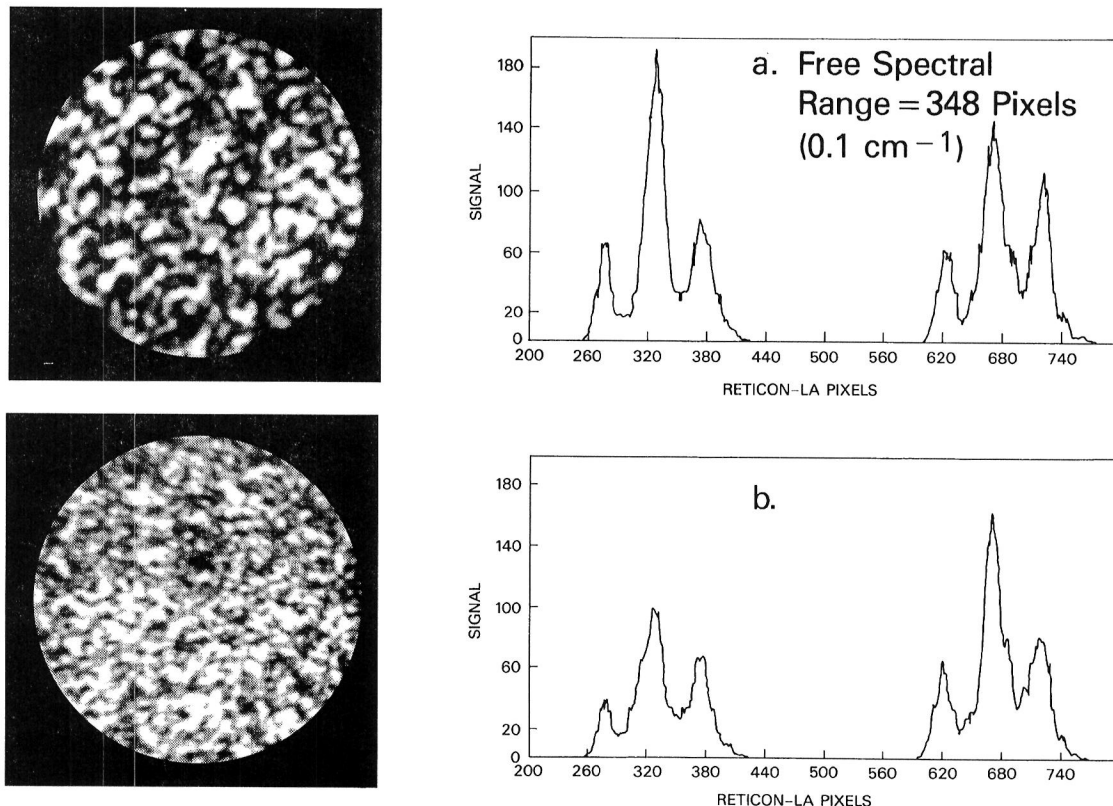 a. Free Spectral
Range = 348 Pixels
(0.1 cm⁻¹)
SIGNAL
180
140
100
60
20
0
200 260 320 380 440 500 560 620 680 740
RETICON-LA PIXELS
b.
SIGNAL
180
140
100
60
20
0
200 260 320 380 440 500 560 620 680 740
RETICON-LA PIXELS